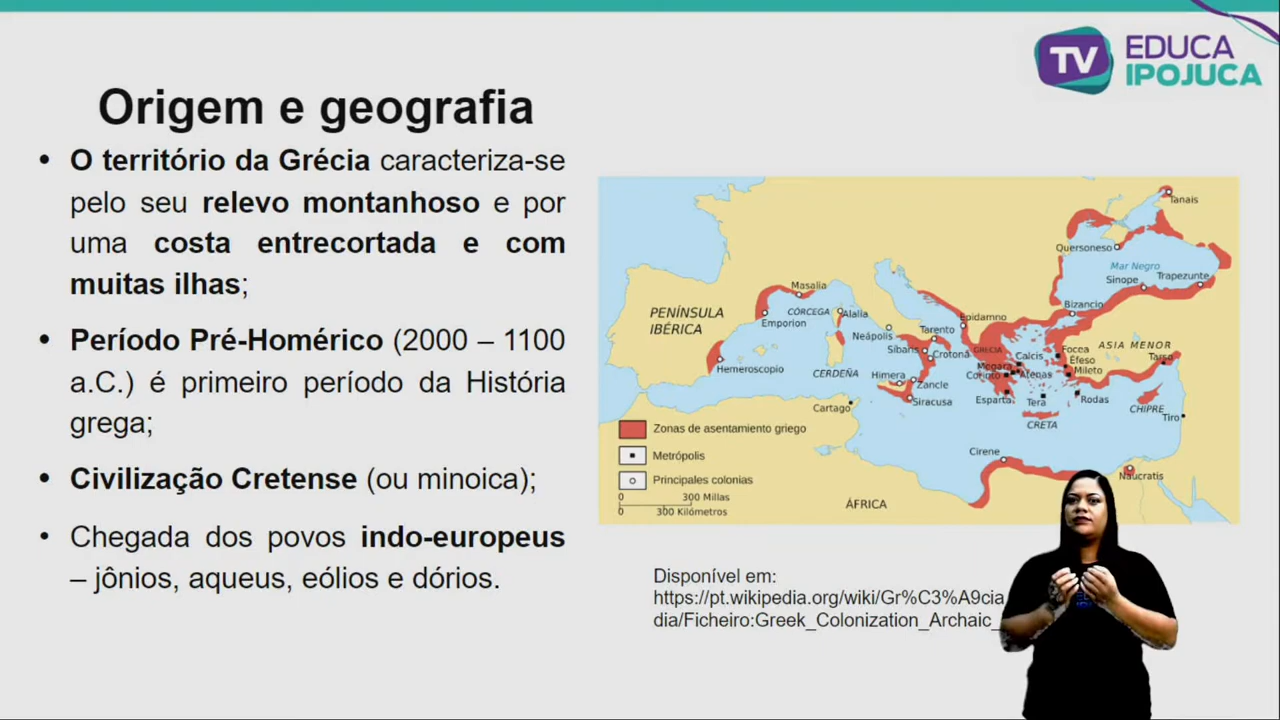 TV EDUCA
IPOJUCA
Origem e geografia
• O território da Grécia caracteriza-se
pelo seu relevo montanhoso e por
uma costa entrecortada e com
muitas ilhas;
• Período Pré-Homérico (2000 – 1100
a.C.) é primeiro período da História
grega;
• Civilização Cretense (ou minoica);
• Chegada dos povos indo-europeus
– jônios, aqueus, eólios e dórios.
Tanais
Quersoneso
Mar Negro
Sinope
Trapezunte
Bizancio
PENÍNSULA
IBÉRICA
Masalia
Emporion
CÓRCEGA
Alalia
Neápolis
Tarento
Epidamno
Síbaris
Crotona
GRECIA
ASIA MENOR
Focea
Éfeso
Mileto
Tarso
Calcis
Megara
Corinto
Atenas
Hemeroscopio
CERDEÑA
Himera
Zancle
Siracusa
Esparta
Tera
Rodas
CHIPRE
Tiro
Cartago
CRETA
Cirene
Naucratis
ÁFRICA
Zonas de asentamiento griego
Metrópolis
Principales colonias
0 300 Millas
0 300 Kilómetros
Disponível em:
https://pt.wikipedia.org/wiki/Gr%C3%A9cia
dia/Ficheiro:Greek_Colonization_Archaic_